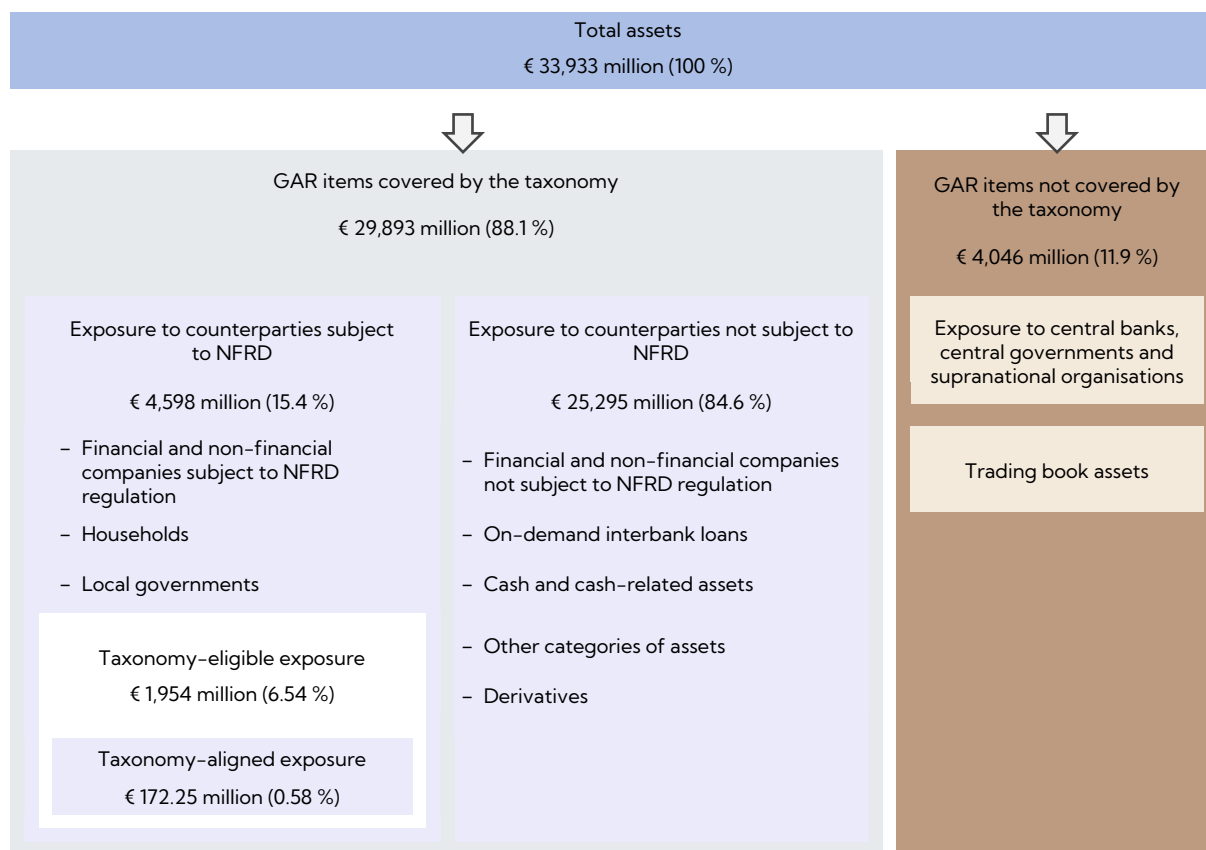 Total assets
€ 33,933 million (100 %)
GAR items covered by the taxonomy
€ 29,893 million (88.1 %)
Exposure to counterparties subject
to NFRD
€ 4,598 million (15.4 %)
– Financial and non-financial
companies subject to NFRD
regulation
– Households
– Local governments
Taxonomy-eligible exposure
€ 1,954 million (6.54 %)
Taxonomy-aligned exposure
€ 172.25 million (0.58 %)
Exposure to counterparties not subject to
NFRD
€ 25,295 million (84.6 %)
– Financial and non-financial companies
not subject to NFRD regulation
– On-demand interbank loans
– Cash and cash-related assets
– Other categories of assets
– Derivatives
GAR items not covered by
the taxonomy
€ 4,046 million (11.9 %)
Exposure to central banks,
central governments and
supranational organisations
Trading book assets